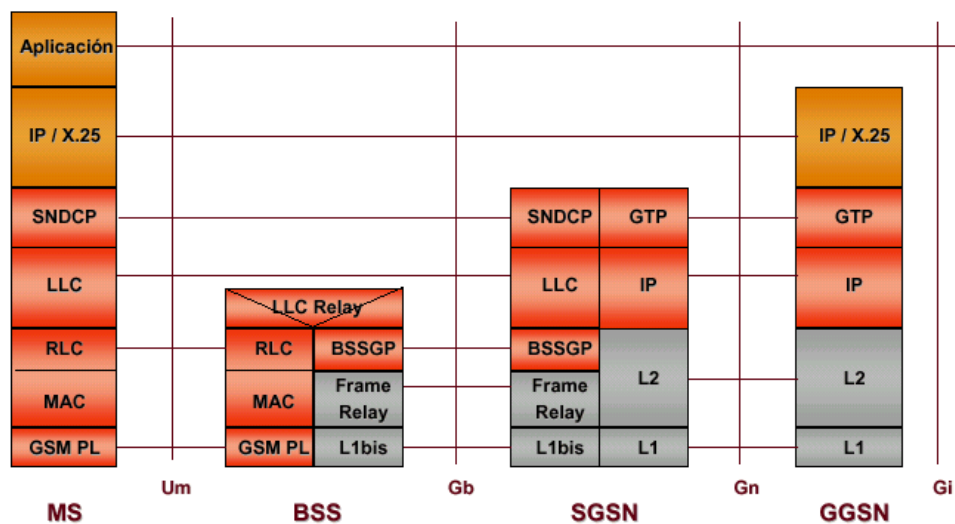 Aplicación
IP / X.25
IP / X.25
SNDCP
SNDCP
GTP
GTP
LLC
LLC
IP
IP
LLC Relay
RLC
RLC
BSSGP
BSSGP
MAC
MAC
Frame
Relay
Frame
Relay
L2
L2
GSM PL
GSM PL
L1bis
L1bis
L1
L1
Um
Gb
Gn
Gi
MS
BSS
SGSN
GGSN